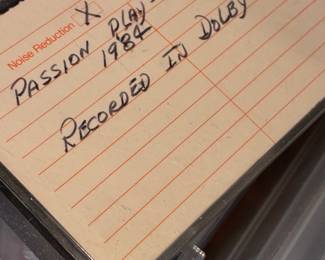 Noise Reduction X
PASSION PLAY-
1984
RECORDED IN DOLBY